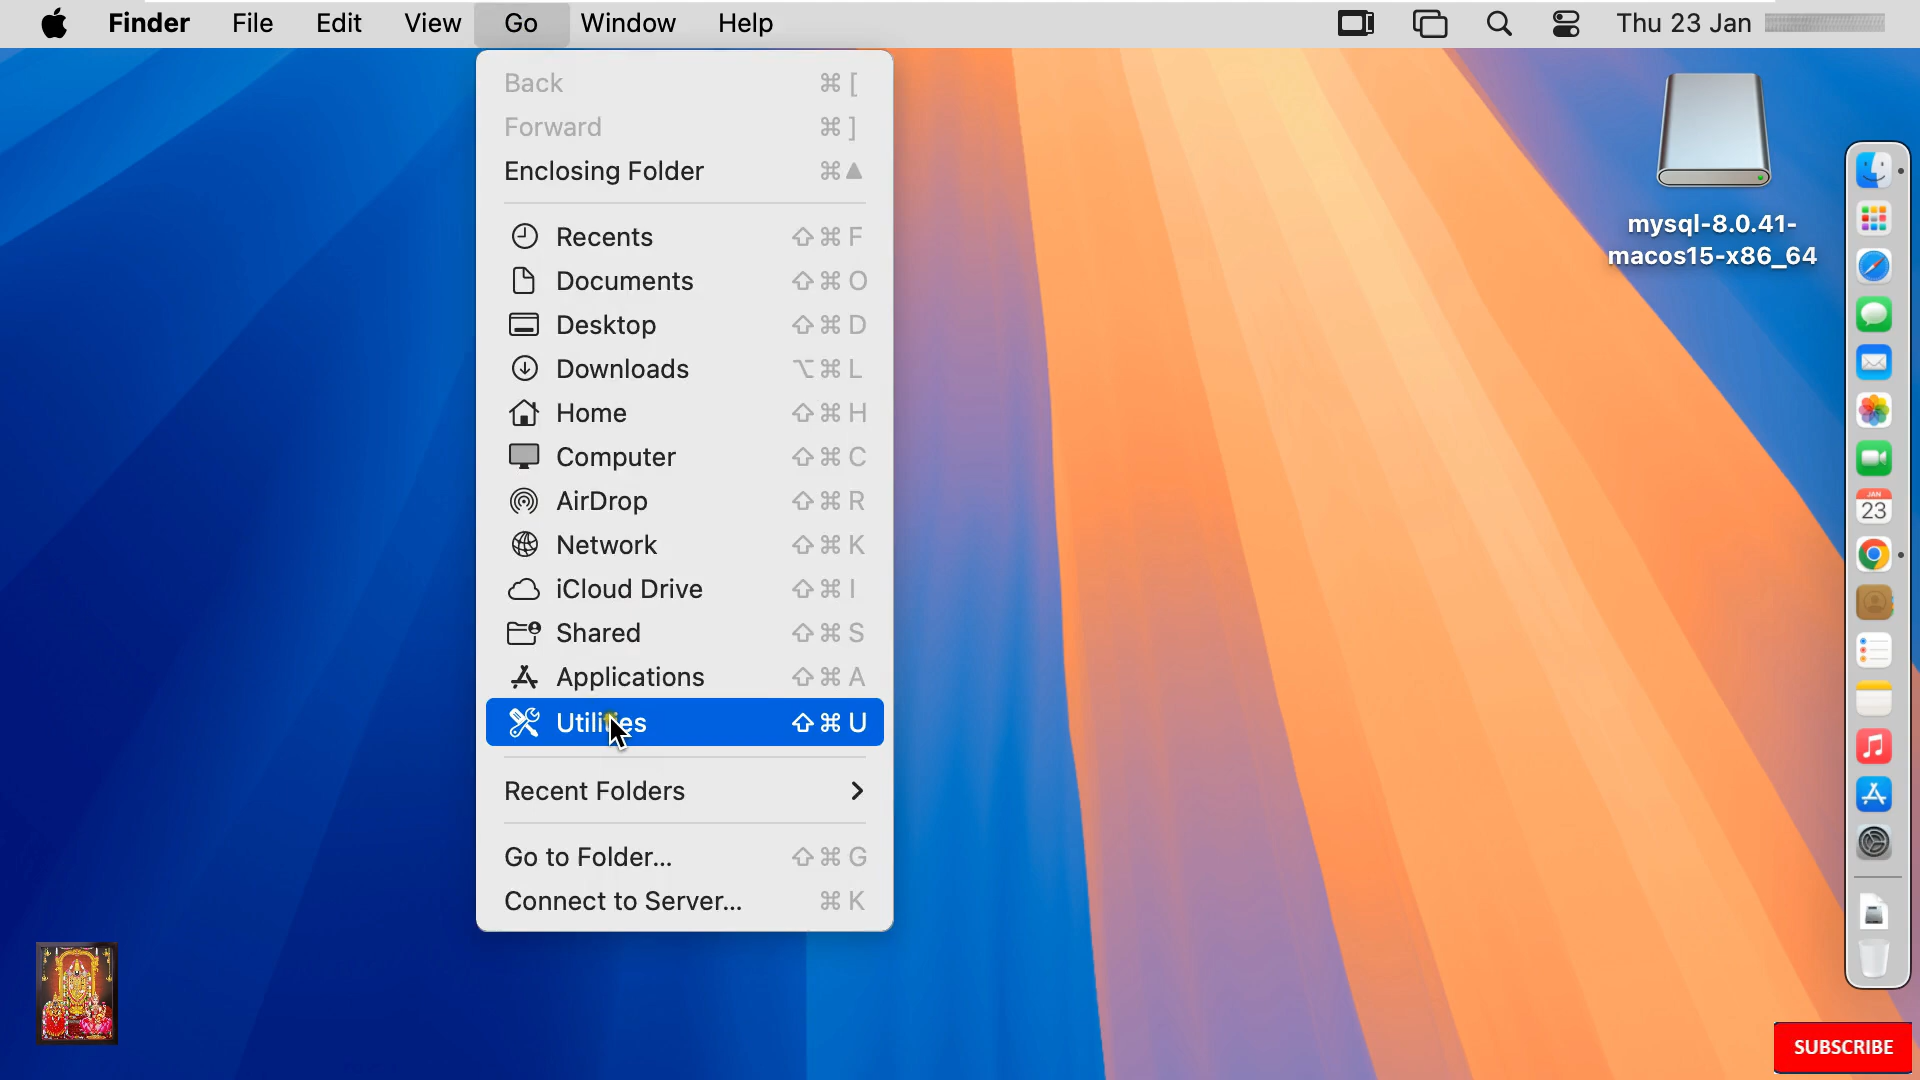 Finder File Edit View Go Window Help Thu 23 Jan
Back ⌘ [
Forward ⌘ ]
Enclosing Folder ⌘▲
Recents ⇧ ⌘ F
Documents ⇧ ⌘ O
Desktop ⇧ ⌘ D
Downloads ⌥ ⌘ L
Home ⇧ ⌘ H
Computer ⇧ ⌘ C
AirDrop ⇧ ⌘ R
Network ⇧ ⌘ K
iCloud Drive ⇧ ⌘ I
Shared ⇧ ⌘ S
Applications ⇧ ⌘ A
Utilities ⇧ ⌘ U
Recent Folders
Go to Folder... ⇧ ⌘ G
Connect to Server... ⌘ K
mysql-8.0.41-
macos15-x86_64
JAN
23
SUBSCRIBE